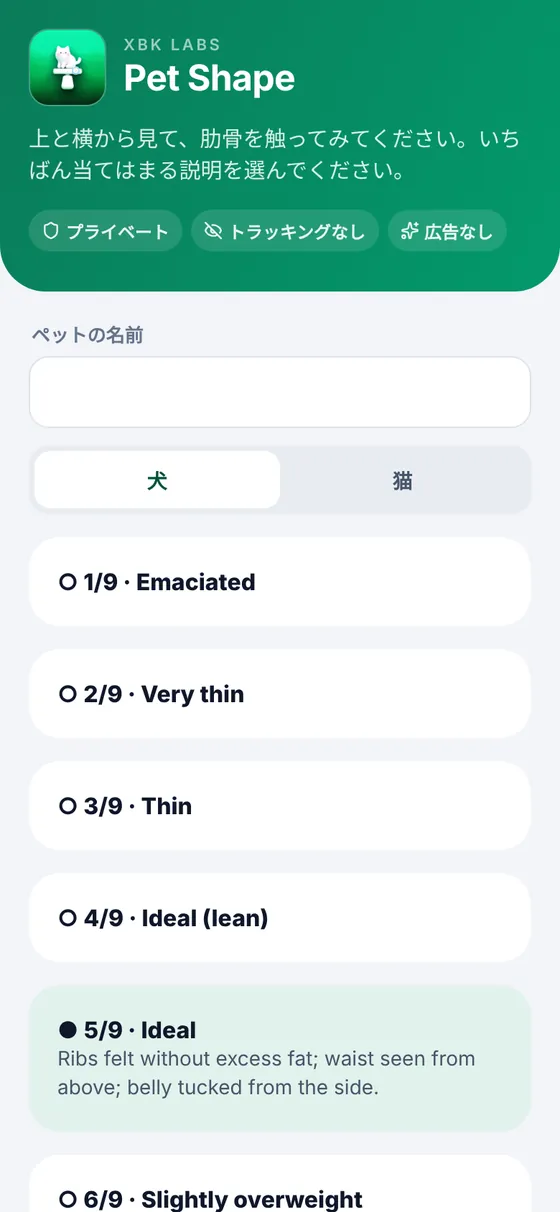 XBK LABS
Pet Shape
上と横から見て、肋骨を触ってみてください。いち
ばん当てはまる説明を選んでください。
プライベート
トラッキングなし
広告なし
ペットの名前
犬
猫
1/9 · Emaciated
2/9 · Very thin
3/9 · Thin
4/9 · Ideal (lean)
5/9 · Ideal
Ribs felt without excess fat; waist seen from
above; belly tucked from the side.
6/9 · Slightly overweight